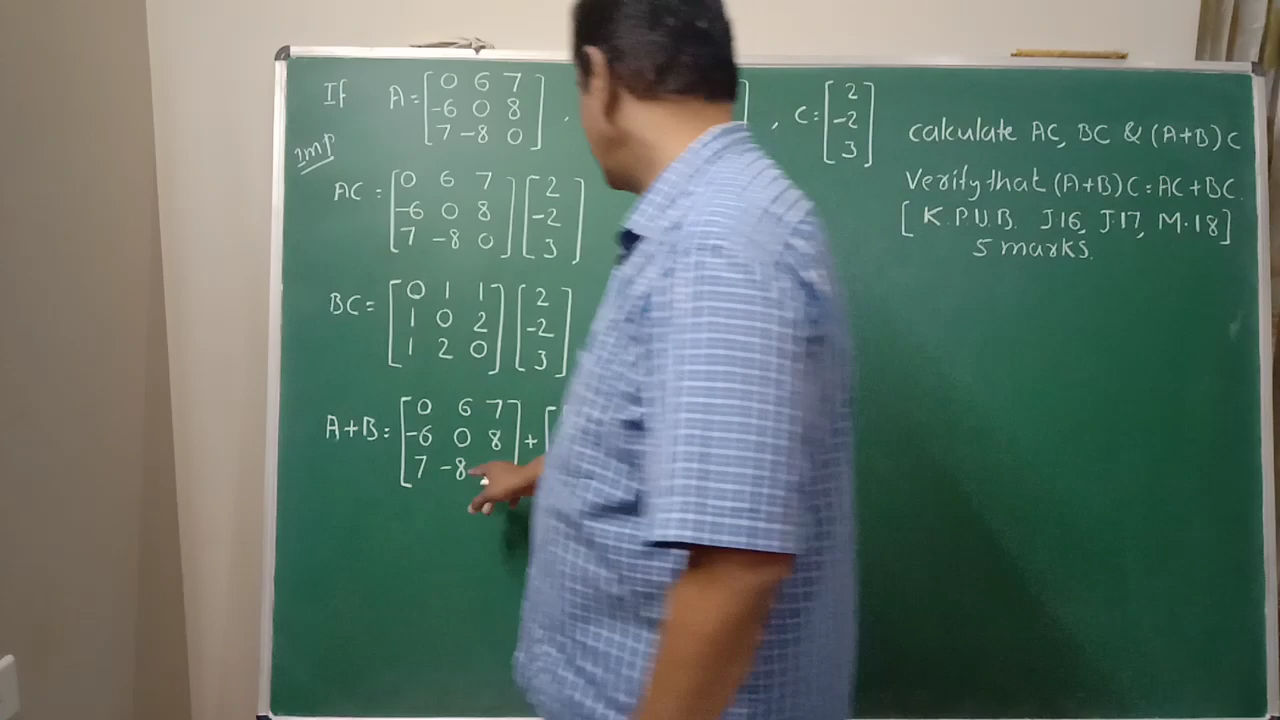 If A = [ 0 6 7 ] , ] , C = [ 2 ]
[ -6 0 8 ] [ -2 ]
[ 7 -8 0 ] [ 3 ]
Imp
AC = [ 0 6 7 ] [ 2 ]
[ -6 0 8 ] [ -2 ]
[ 7 -8 0 ] [ 3 ]
BC = [ 0 1 1 ] [ 2 ]
[ 1 0 2 ] [ -2 ]
[ 1 2 0 ] [ 3 ]
A+B = [ 0 6 7 ] + [
[ -6 0 8 ]
[ 7 -8 ]
calculate AC, BC & (A+B) C
Verify that (A+B) C = AC + BC.
[ K.P.U.B. J.16, J.17, M.18 ]
5 marks.